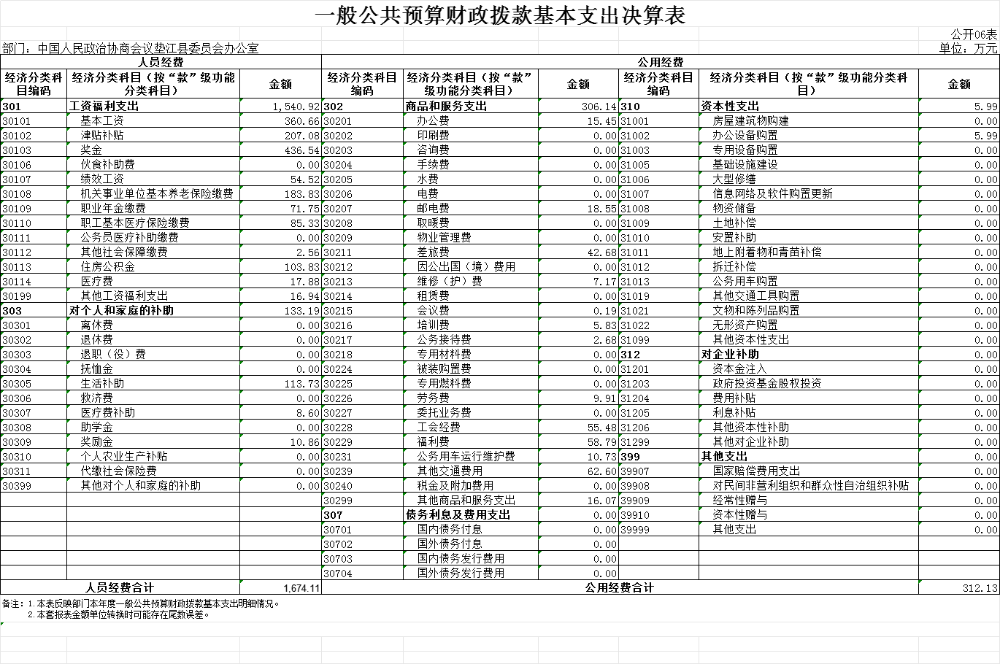 一般公共预算财政拨款基本支出决算表
公开06表
部门：中国人民政治协商会议垫江县委员会办公室 单位：万元
人员经费 公用经费
经济分类科目编码 经济分类科目（按“款”级功能分类科目） 金额 经济分类科目编码 经济分类科目（按“款”级功能分类科目） 金额 经济分类科目编码 经济分类科目（按“款”级功能分类科目） 金额
301 工资福利支出 1,540.92 302 商品和服务支出 306.14 310 资本性支出 5.99
30101 基本工资 360.66 30201 办公费 15.45 31001 房屋建筑物购建 0.00
30102 津贴补贴 207.08 30202 印刷费 0.00 31002 办公设备购置 5.99
30103 奖金 436.54 30203 咨询费 0.00 31003 专用设备购置 0.00
30106 伙食补助费 0.00 30204 手续费 0.00 31005 基础设施建设 0.00
30107 绩效工资 54.52 30205 水费 0.00 31006 大型修缮 0.00
30108 机关事业单位基本养老保险缴费 183.83 30206 电费 0.00 31007 信息网络及软件购置更新 0.00
30109 职业年金缴费 71.75 30207 邮电费 18.55 31008 物资储备 0.00
30110 职工基本医疗保险缴费 85.33 30208 取暖费 0.00 31009 土地补偿 0.00
30111 公务员医疗补助缴费 0.00 30209 物业管理费 0.00 31010 安置补助 0.00
30112 其他社会保障缴费 2.56 30211 差旅费 42.68 31011 地上附着物和青苗补偿 0.00
30113 住房公积金 103.83 30212 因公出国（境）费用 0.00 31012 拆迁补偿 0.00
30114 医疗费 17.88 30213 维修（护）费 7.17 31013 公务用车购置 0.00
30199 其他工资福利支出 16.94 30214 租赁费 0.00 31019 其他交通工具购置 0.00
303 对个人和家庭的补助 133.19 30215 会议费 0.19 31021 文物和陈列品购置 0.00
30301 离休费 0.00 30216 培训费 5.83 31022 无形资产购置 0.00
30302 退休费 0.00 30217 公务接待费 2.68 31099 其他资本性支出 0.00
30303 退职（役）费 0.00 30218 专用材料费 0.00 312 对企业补助 0.00
30304 抚恤金 0.00 30224 被装购置费 0.00 31201 资本金注入 0.00
30305 生活补助 113.73 30225 专用燃料费 0.00 31203 政府投资基金股权投资 0.00
30306 救济费 0.00 30226 劳务费 9.91 31204 费用补贴 0.00
30307 医疗费补助 8.60 30227 委托业务费 0.00 31205 利息补贴 0.00
30308 助学金 0.00 30228 工会经费 55.48 31206 其他资本性补助 0.00
30309 奖励金 10.86 30229 福利费 58.79 31299 其他对企业补助 0.00
30310 个人农业生产补贴 0.00 30231 公务用车运行维护费 10.73 399 其他支出 0.00
30311 代缴社会保险费 0.00 30239 其他交通费用 62.60 39907 国家赔偿费用支出 0.00
30399 其他对个人和家庭的补助 0.00 30240 税金及附加费用 0.00 39908 对民间非营利组织和群众性自治组织补贴 0.00
30299 其他商品和服务支出 16.07 39909 经常性赠与 0.00
307 债务利息及费用支出 0.00 39910 资本性赠与 0.00
30701 国内债务付息 0.00 39999 其他支出 0.00
30702 国外债务付息 0.00
30703 国内债务发行费用 0.00
30704 国外债务发行费用 0.00
人员经费合计 1,674.11 公用经费合计 312.13
备注：1.本表反映部门本年度一般公共预算财政拨款基本支出明细情况。
2.本套报表金额单位转换时可能存在尾数误差。